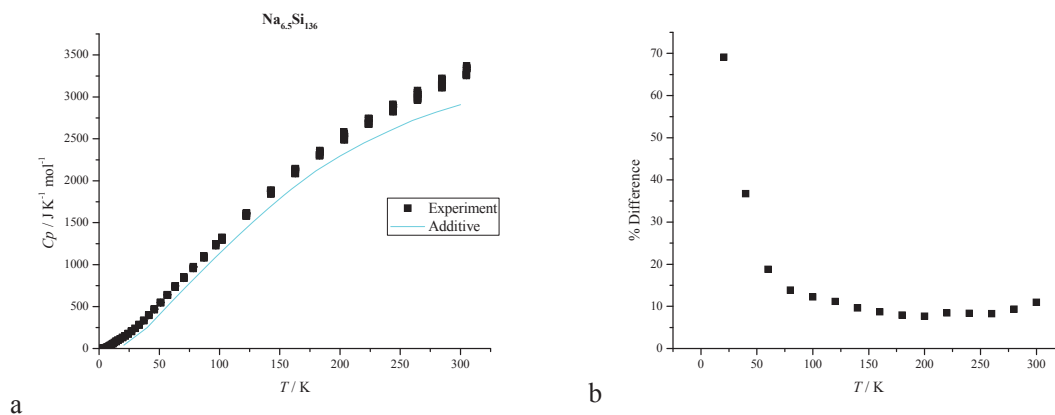 Na6.5Si136
3500
3000
2500
2000
1500
1000
500
0
0 50 100 150 200 250 300
Cp / J K-1 mol-1
T / K
Experiment
Additive
a
70
60
50
40
30
20
10
0
0 50 100 150 200 250 300
% Difference
T / K
b